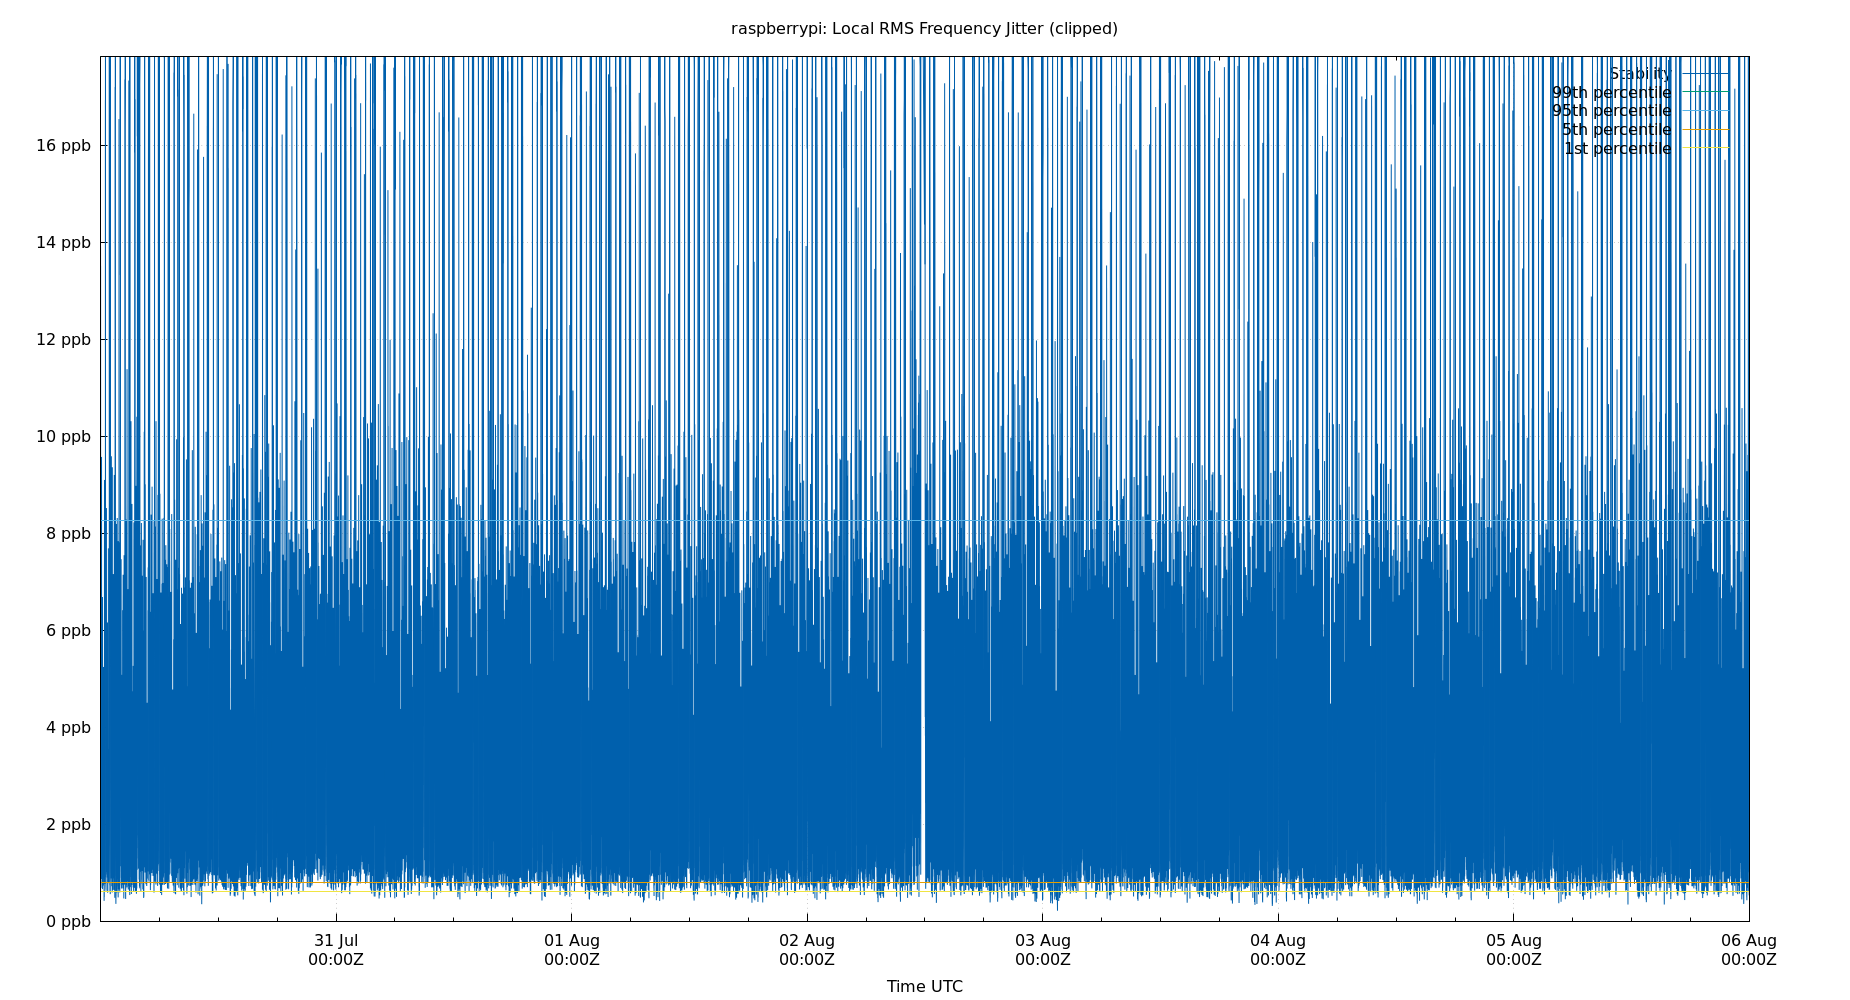 raspberrypi: Local RMS Frequency Jitter (clipped)
Stability
99th percentile
95th percentile
5th percentile
1st percentile
16 ppb
14 ppb
12 ppb
10 ppb
8 ppb
6 ppb
4 ppb
2 ppb
0 ppb
31 Jul
00:00Z
01 Aug
00:00Z
02 Aug
00:00Z
03 Aug
00:00Z
04 Aug
00:00Z
05 Aug
00:00Z
06 Aug
00:00Z
Time UTC